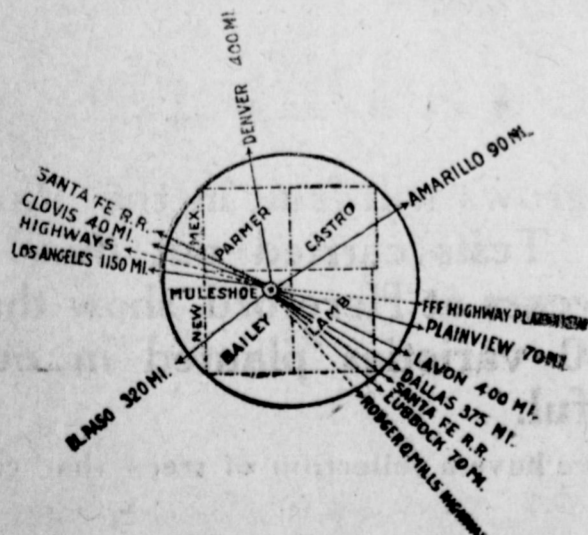 DENVER 400 MI.
AMARILLO 90 MI.
SANTA FE R.R.
CLOVIS 40 MI.
HIGHWAYS
LOS ANGELES 1150 MI.
NEW MEX.
PARMER
CASTRO
MULESHOE
BAILEY
LAMB
FFF HIGHWAY
PLAINVIEW 70 MI.
LAVON 400 MI.
DALLAS 375 MI.
SANTA FE R.R.
LUBBOCK 70 MI.
HIGHWAY
EL PASO 320 MI.